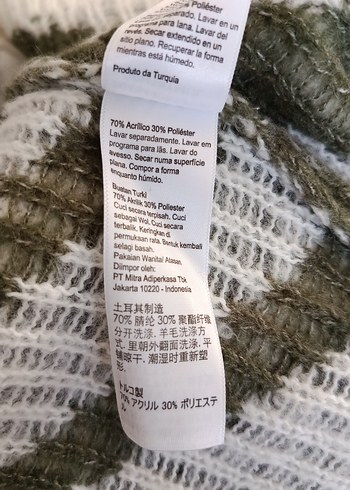 Poliéster
parado. Lavar en un
programa para lana. Lavar del
revés. Secar extendido en un
sitio plano. Recuperar la forma
mientras está húmedo.
Produto da Turquia
70% Acrílico 30% Poliéster
Lavar separadamente. Lavar do
programa para lãs. Lavar do
avesso. Secar numa superfície
plana. Compor a forma
enquanto húmido.
Buatan Turki
70% Akrilik 30% Poliester
Cuci secara terpisah. Cuci
sebagai Wol. Cuci secara
terbalik. Keringkan di
permukaan rata. Bentuk kembali
selagi basah.
Pakaian Wanita/ Atasan
Diimpor oleh:
PT Mitra Adiperkasa Tbk
Jakarta 10220 - Indonesia
土耳其制造
70% 腈纶 30% 聚酯纤维
分开洗涤. 羊毛洗涤方
式. 里朝外翻面洗涤. 平
铺晾干. 潮湿时重新塑
形.
トルコ製
70% アクリル 30% ポリエステ
ル